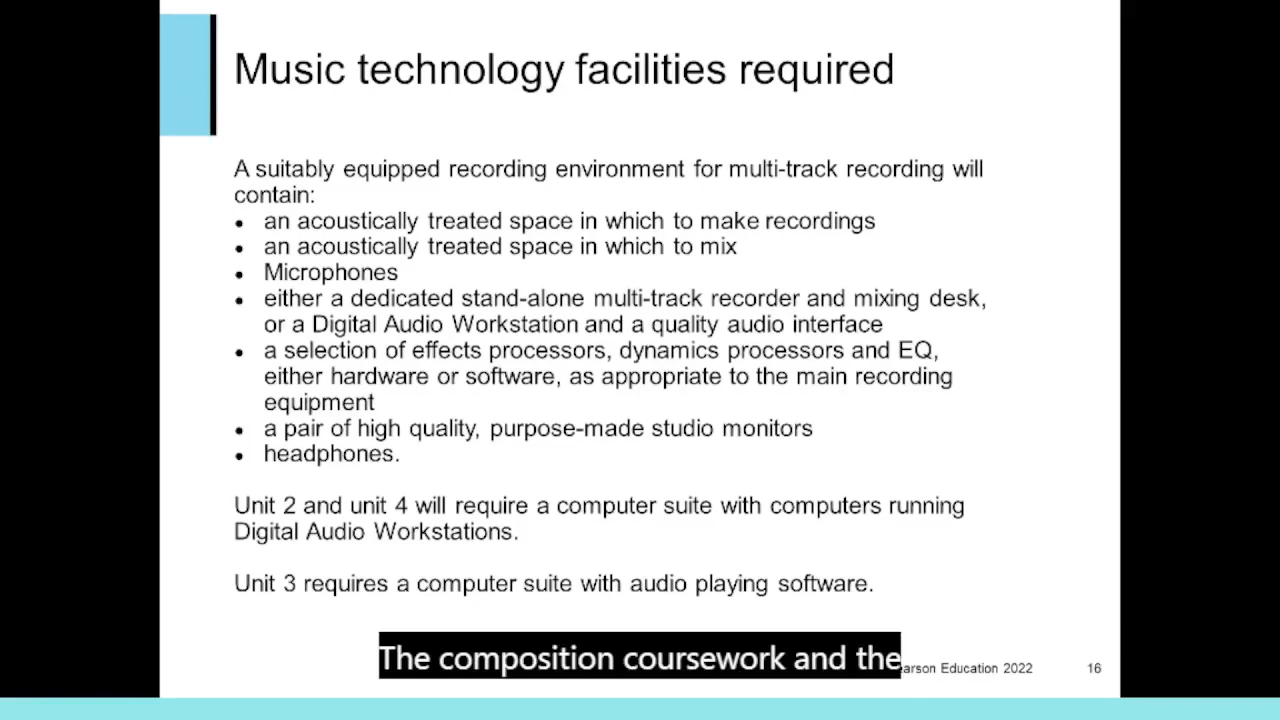 Music technology facilities required
A suitably equipped recording environment for multi-track recording will
contain:
• an acoustically treated space in which to make recordings
• an acoustically treated space in which to mix
• Microphones
• either a dedicated stand-alone multi-track recorder and mixing desk,
or a Digital Audio Workstation and a quality audio interface
• a selection of effects processors, dynamics processors and EQ,
either hardware or software, as appropriate to the main recording
equipment
• a pair of high quality, purpose-made studio monitors
• headphones.
Unit 2 and unit 4 will require a computer suite with computers running
Digital Audio Workstations.
Unit 3 requires a computer suite with audio playing software.
The composition coursework and the
Education 2022
16